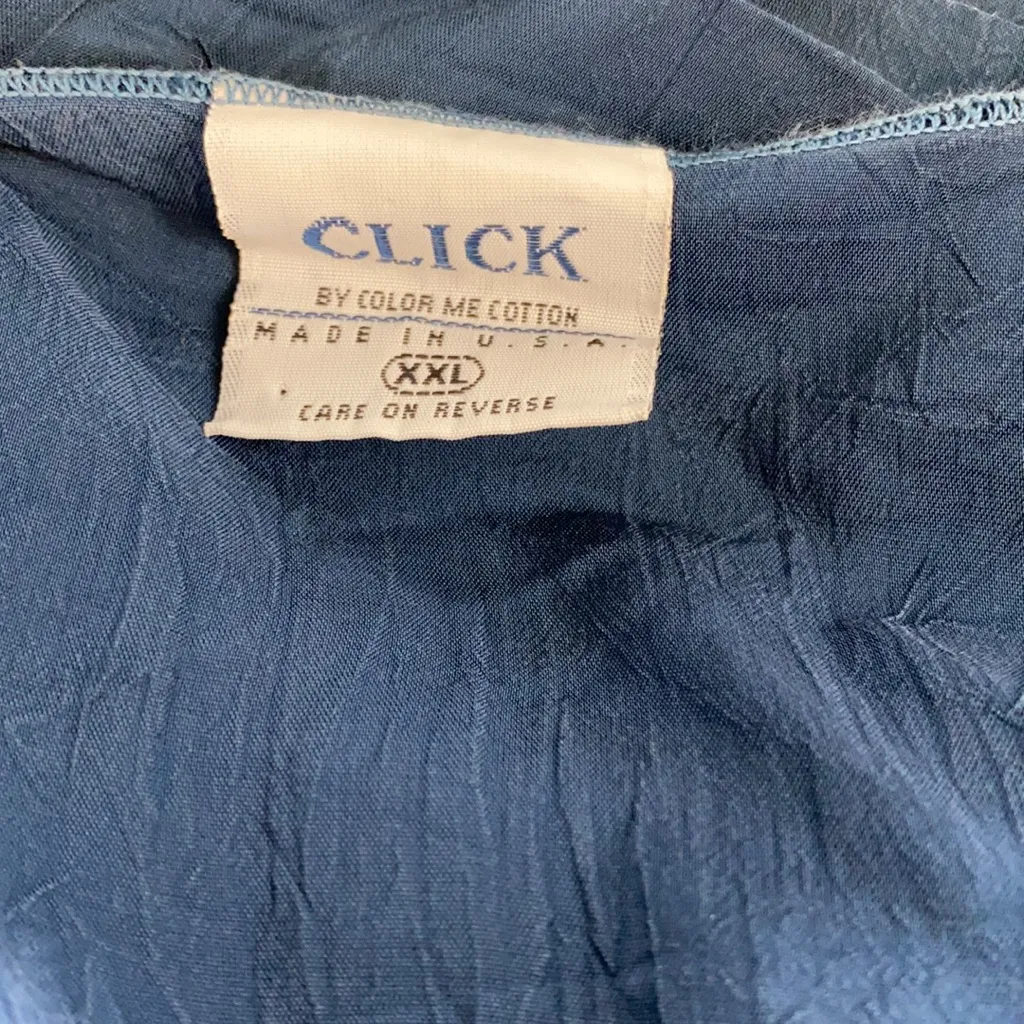 CLICK
BY COLOR ME COTTON
MADE IN U.S.A.
XXL
CARE ON REVERSE